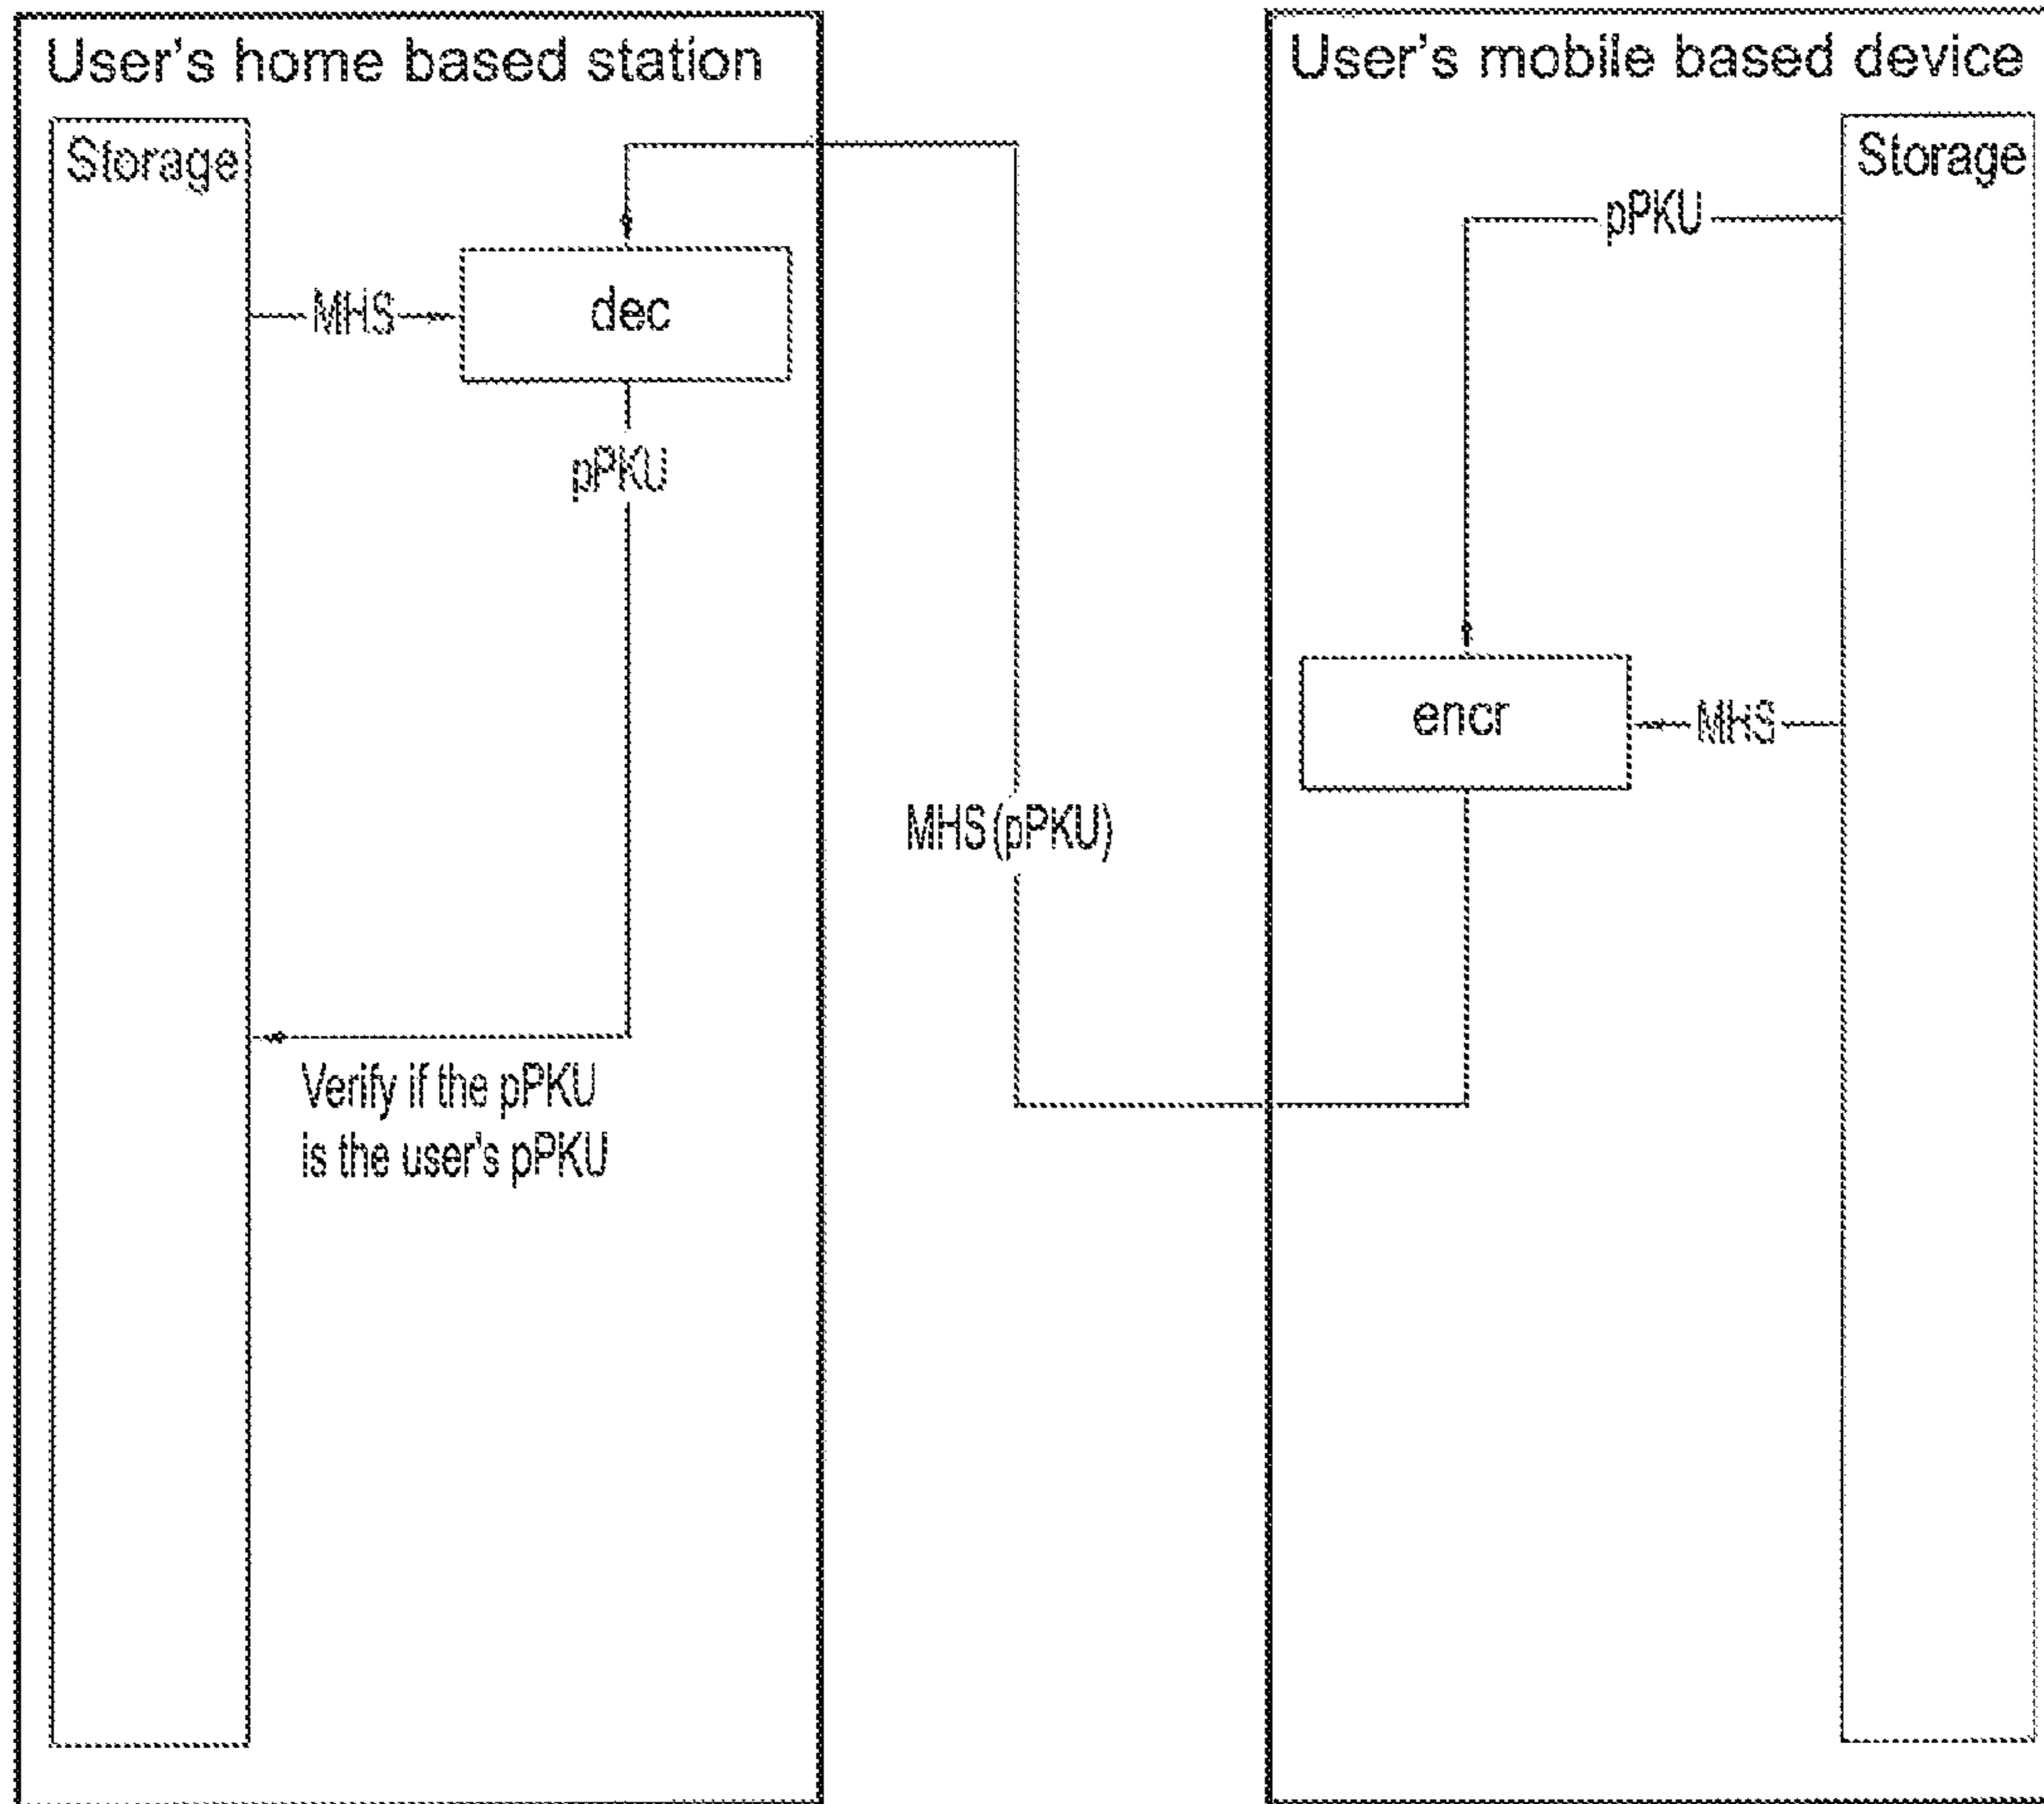 User's home based station
Storage
MHS
dec
pPKU
Verify if the pPKU
is the user's pPKU
MHS(pPKU)
User's mobile based device
Storage
pPKU
encr
MHS